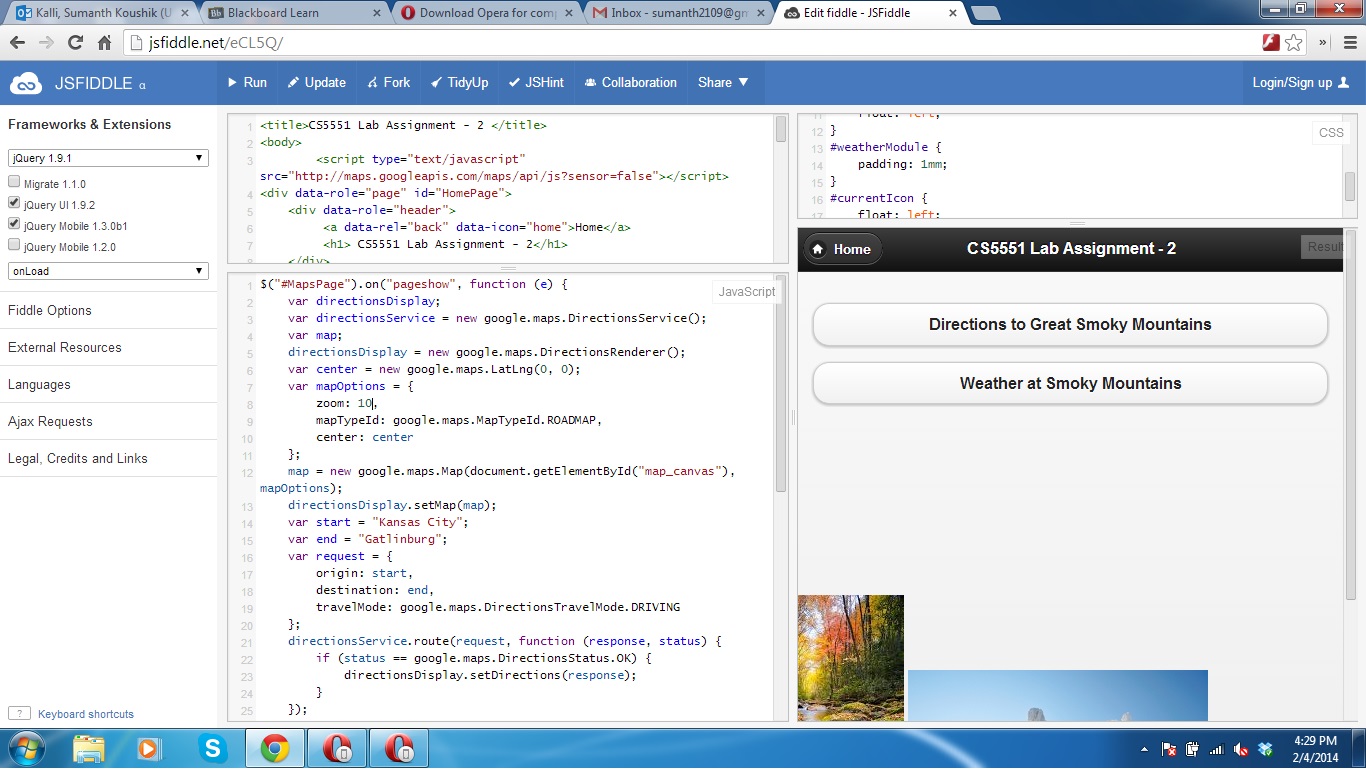 Kalli, Sumanth Koushik (U
Blackboard Learn
Download Opera for com
Inbox - sumanth2109@gm
Edit fiddle - JSFiddle
jsfiddle.net/eCL5Q/
JSFIDDLE α
Run
Update
Fork
TidyUp
JSHint
Collaboration
Share
Login/Sign up
Frameworks & Extensions
jQuery 1.9.1
Migrate 1.1.0
jQuery UI 1.9.2
jQuery Mobile 1.3.0b1
jQuery Mobile 1.2.0
onLoad
Fiddle Options
External Resources
Languages
Ajax Requests
Legal, Credits and Links
? Keyboard shortcuts
1 <title>CS5551 Lab Assignment - 2 </title>
2 <body>
3 <script type="text/javascript"
src="http://maps.googleapis.com/maps/api/js?sensor=false"></script>
4 <div data-role="page" id="HomePage">
5 <div data-role="header">
6 <a data-rel="back" data-icon="home">Home</a>
7 <h1> CS5551 Lab Assignment - 2</h1>
8 </div>
JavaScript
1 $("#MapsPage").on("pageshow", function (e) {
2 var directionsDisplay;
3 var directionsService = new google.maps.DirectionsService();
4 var map;
5 directionsDisplay = new google.maps.DirectionsRenderer();
6 var center = new google.maps.LatLng(0, 0);
7 var mapOptions = {
8 zoom: 10,
9 mapTypeId: google.maps.MapTypeId.ROADMAP,
10 center: center
11 };
12 map = new google.maps.Map(document.getElementById("map_canvas"),
mapOptions);
13 directionsDisplay.setMap(map);
14 var start = "Kansas City";
15 var end = "Gatlinburg";
16 var request = {
17 origin: start,
18 destination: end,
19 travelMode: google.maps.DirectionsTravelMode.DRIVING
20 };
21 directionsService.route(request, function (response, status) {
22 if (status == google.maps.DirectionsStatus.OK) {
23 directionsDisplay.setDirections(response);
24 }
25 });
CSS
11 float: left;
12 }
13 #weatherModule {
14 padding: 1mm;
15 }
16 #currentIcon {
17 float: left;
Home
CS5551 Lab Assignment - 2
Result
Directions to Great Smoky Mountains
Weather at Smoky Mountains
4:29 PM
2/4/2014